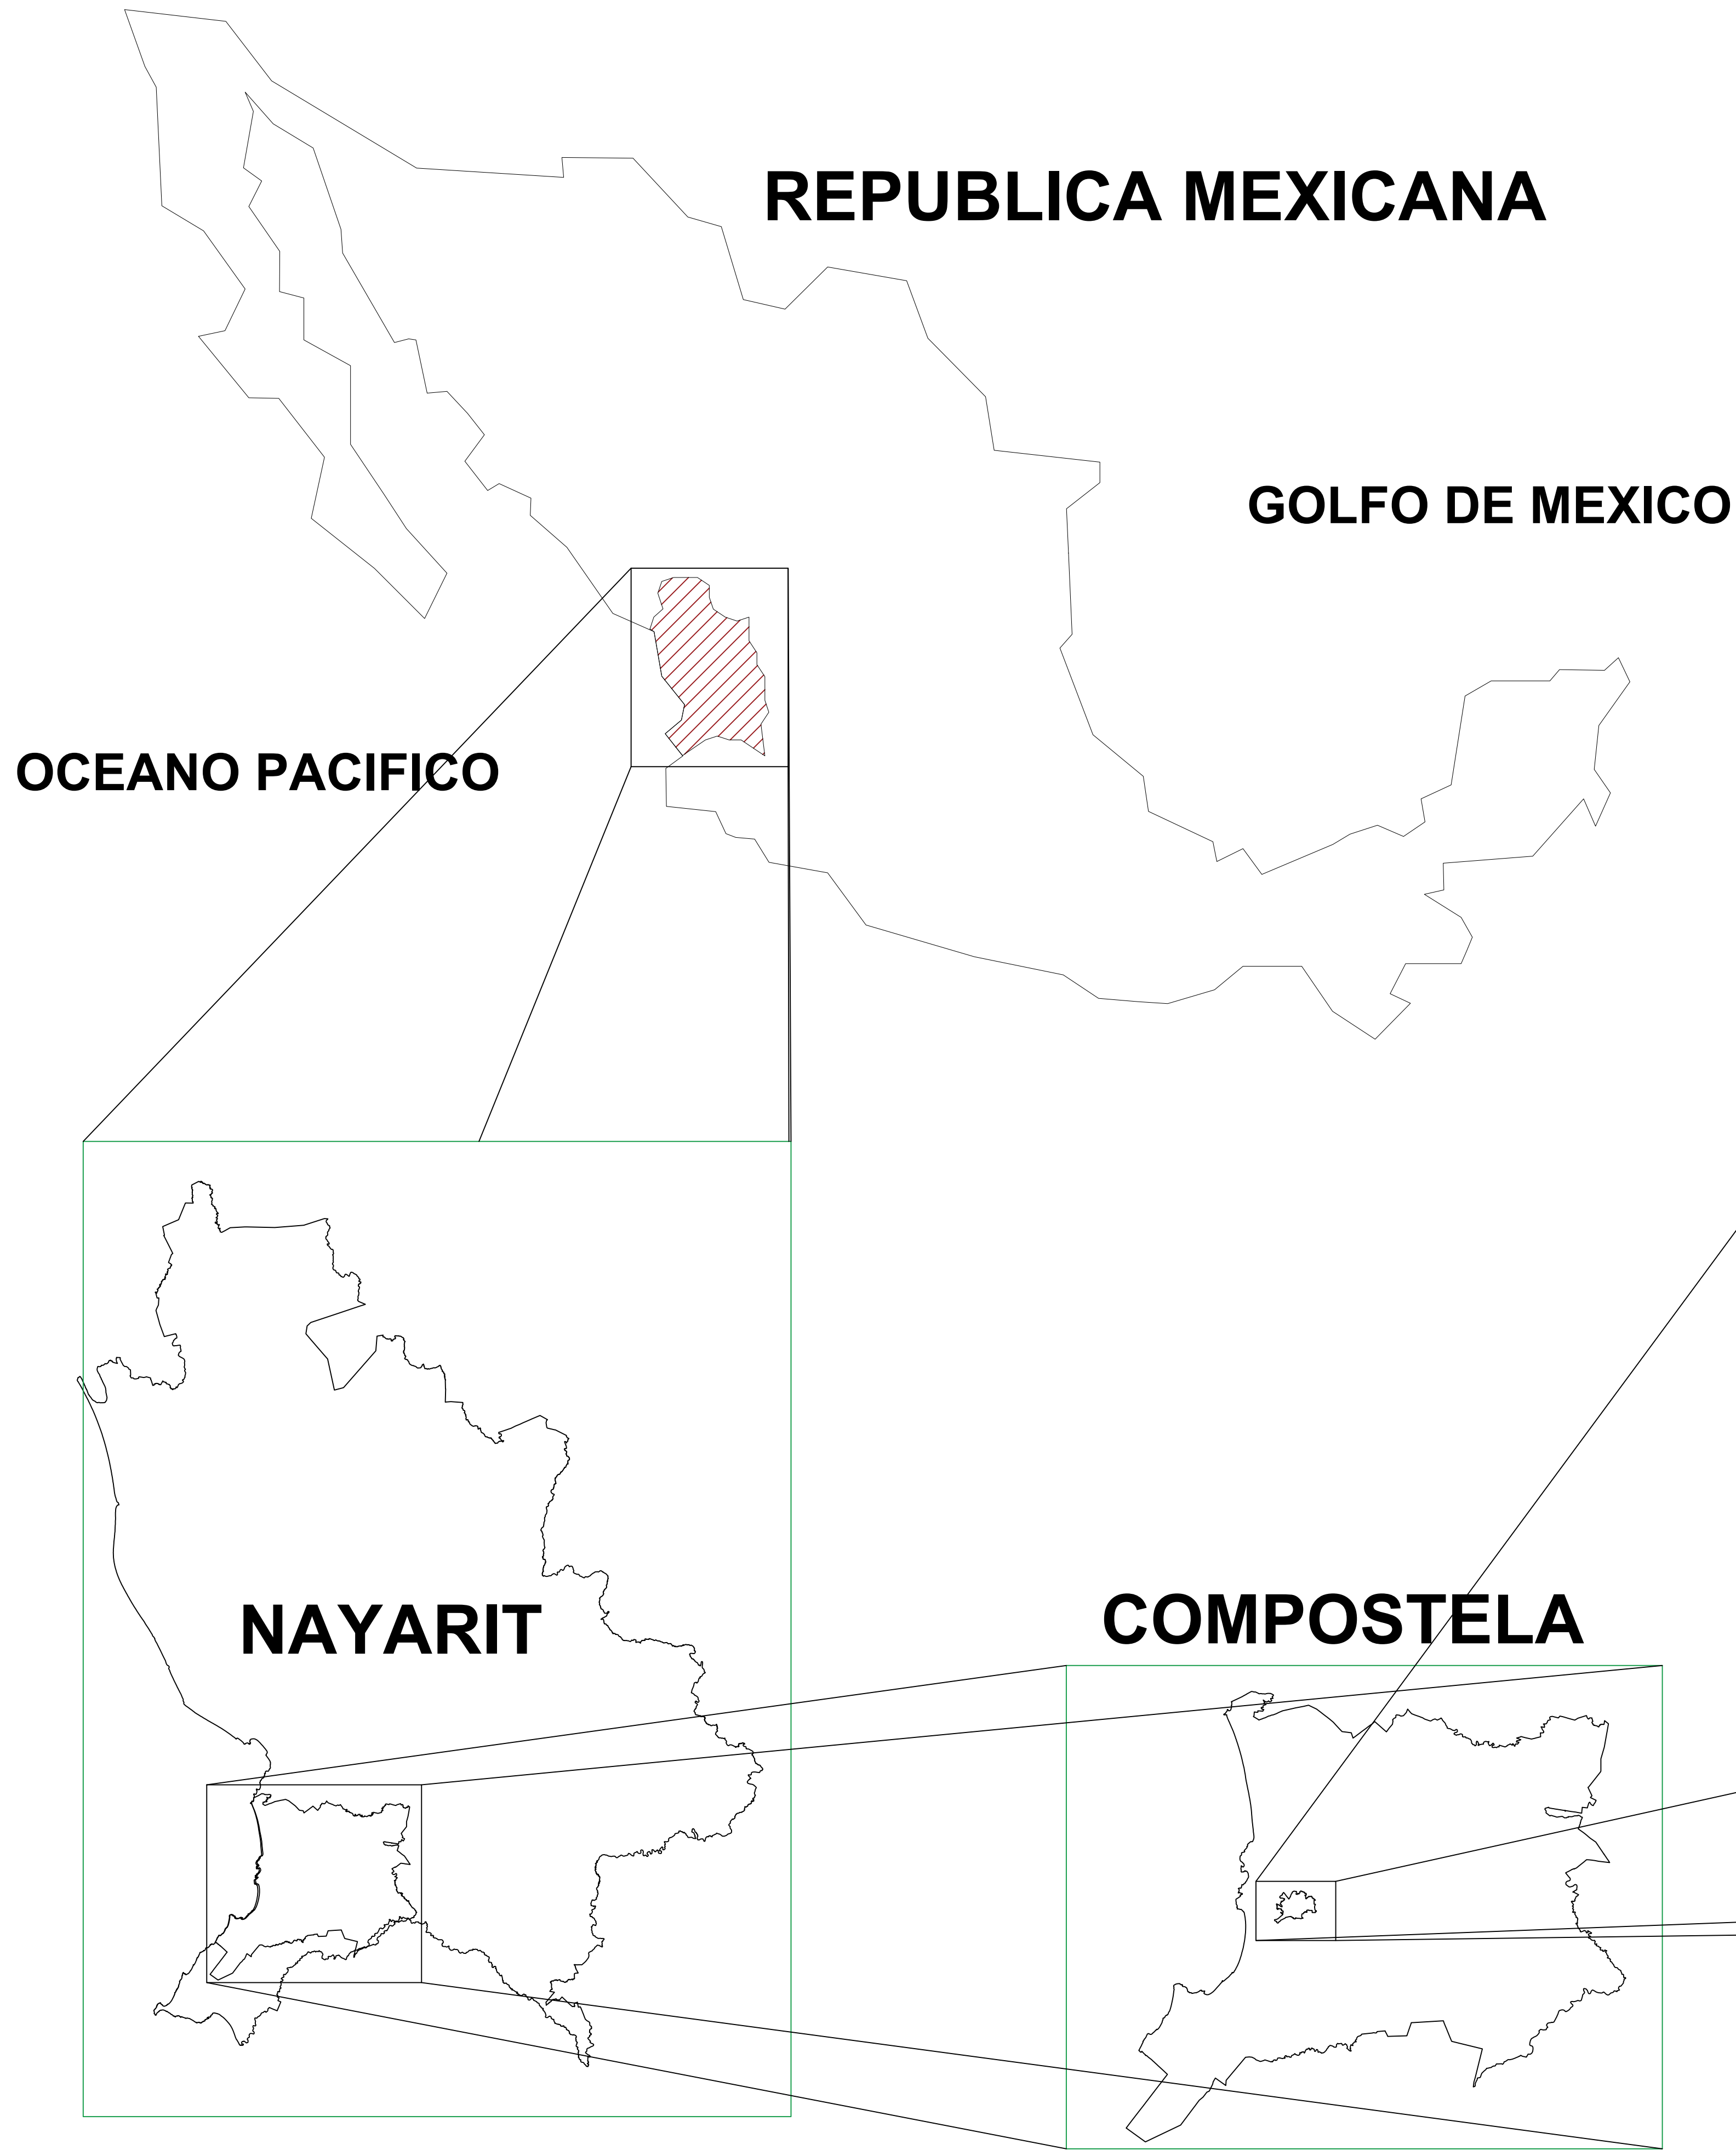 REPUBLICA MEXICANA
GOLFO DE MEXICO
OCEANO PACIFICO
NAYARIT
COMPOSTELA